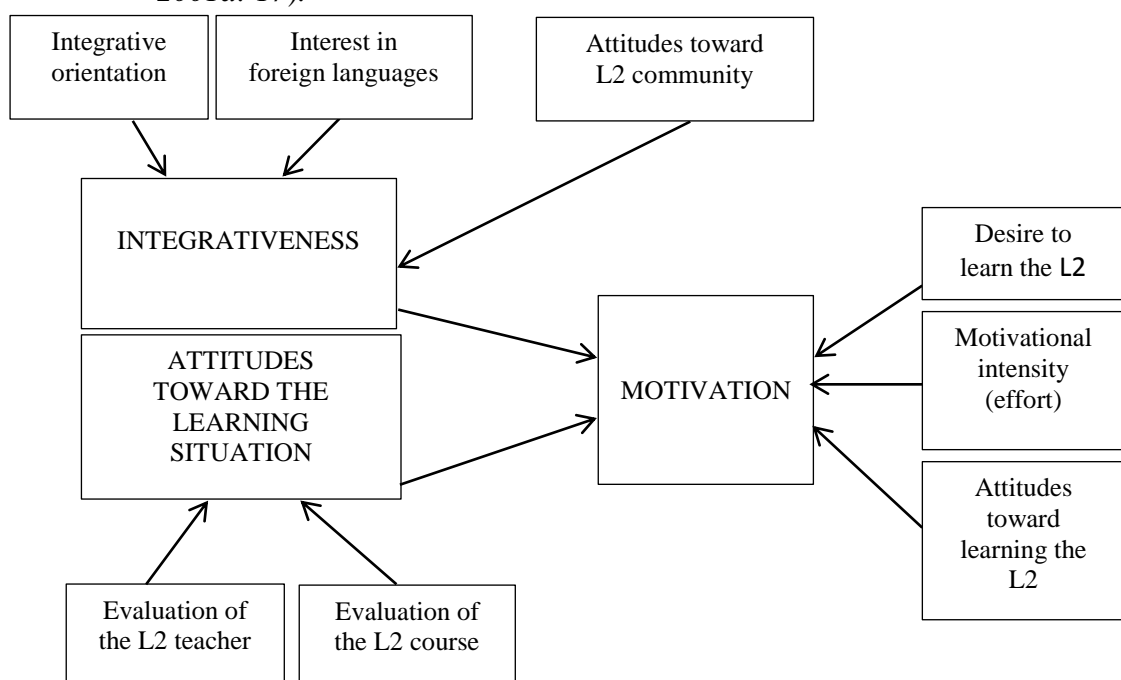 2001a: 17).
Integrative
orientation
Interest in
foreign languages
Attitudes toward
L2 community
INTEGRATIVENESS
Desire to
learn the L2
ATTITUDES
TOWARD THE
LEARNING
SITUATION
MOTIVATION
Motivational
intensity
(effort)
Attitudes
toward
learning the
L2
Evaluation of
the L2 teacher
Evaluation of
the L2 course